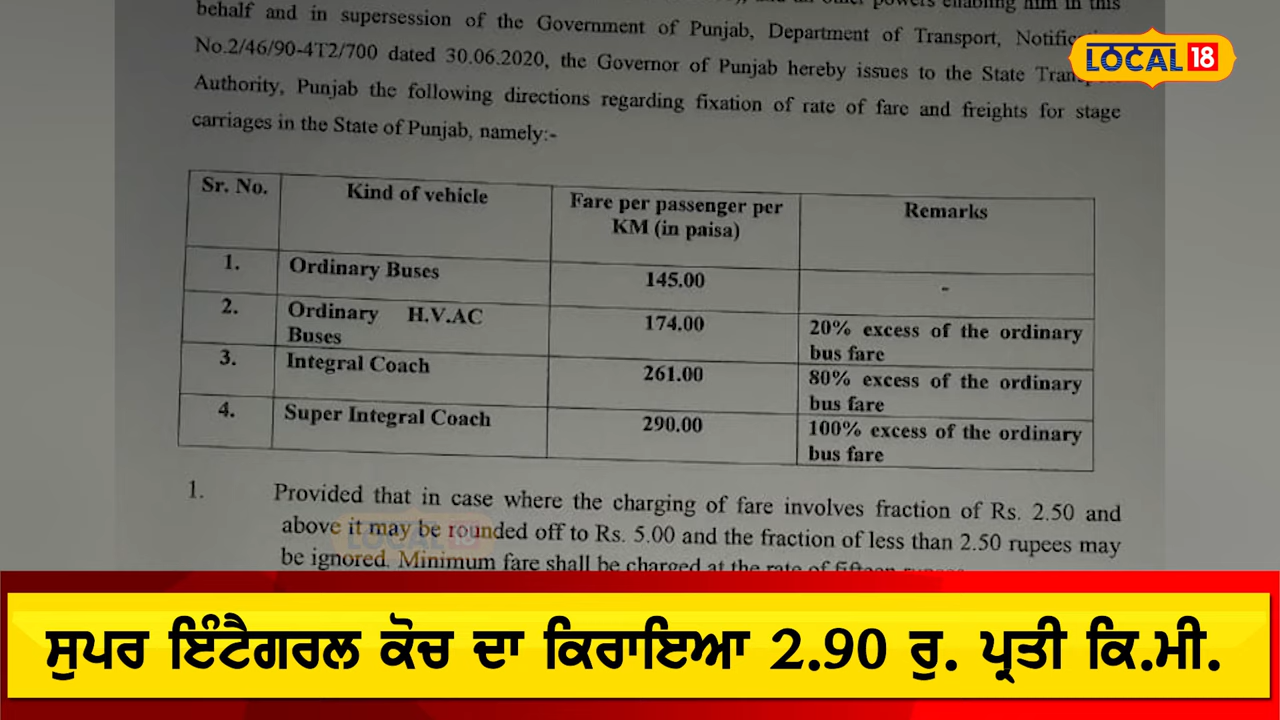 behalf and in supersession of the Government of Punjab, Department of Transport,
No.2/46/90-4T2/700 dated 30.06.2020, the Governor of Punjab hereby issues to the State
Authority, Punjab the following directions regarding fixation of rate of fare and freights for stage
carriages in the State of Punjab, namely:-
LOCAL 18
Sr. No. Kind of vehicle Fare per passenger per KM (in paisa) Remarks
1. Ordinary Buses 145.00 -
2. Ordinary H.V.AC Buses 174.00 20% excess of the ordinary bus fare
3. Integral Coach 261.00 80% excess of the ordinary bus fare
4. Super Integral Coach 290.00 100% excess of the ordinary bus fare
1. Provided that in case where the charging of fare involves fraction of Rs. 2.50 and
above it may be rounded off to Rs. 5.00 and the fraction of less than 2.50 rupees may
be ignored. Minimum fare shall be charged at the rate of fifteen
LOCAL 18
ਸੁਪਰ ਇੰਟੈਗਰਲ ਕੋਚ ਦਾ ਕਿਰਾਇਆ 2.90 ਰੁ. ਪ੍ਰਤੀ ਕਿ.ਮੀ.